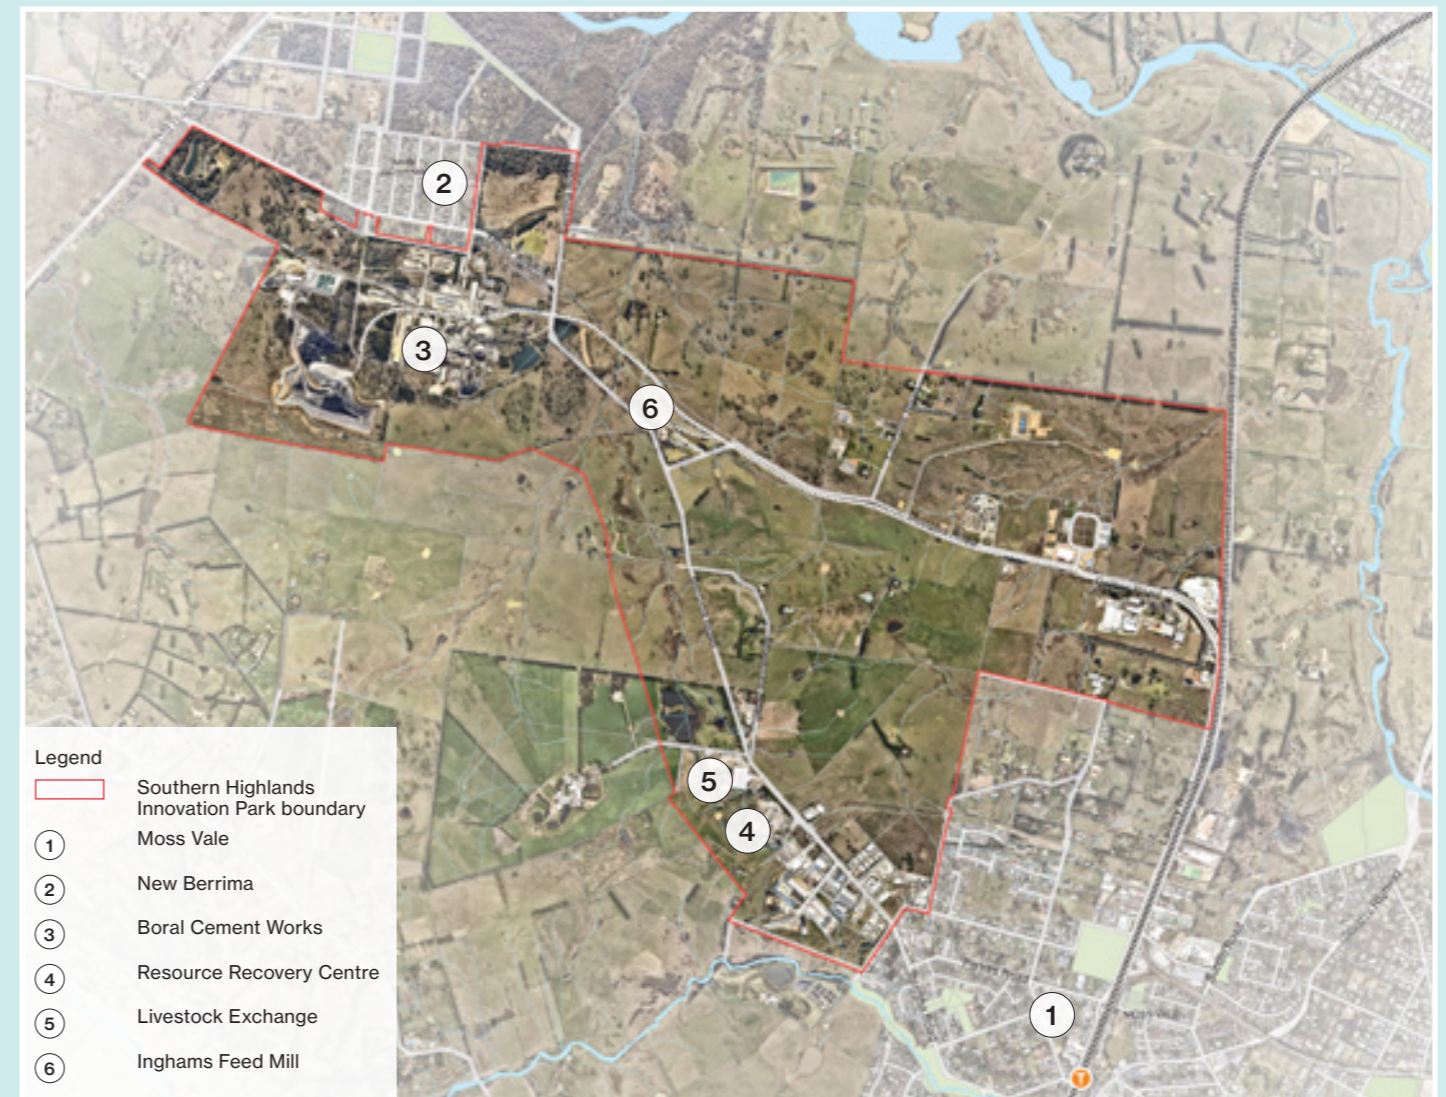 2
3
6
5
4
1
T
Legend
Southern Highlands
Innovation Park boundary
1 Moss Vale
2 New Berrima
3 Boral Cement Works
4 Resource Recovery Centre
5 Livestock Exchange
6 Inghams Feed Mill